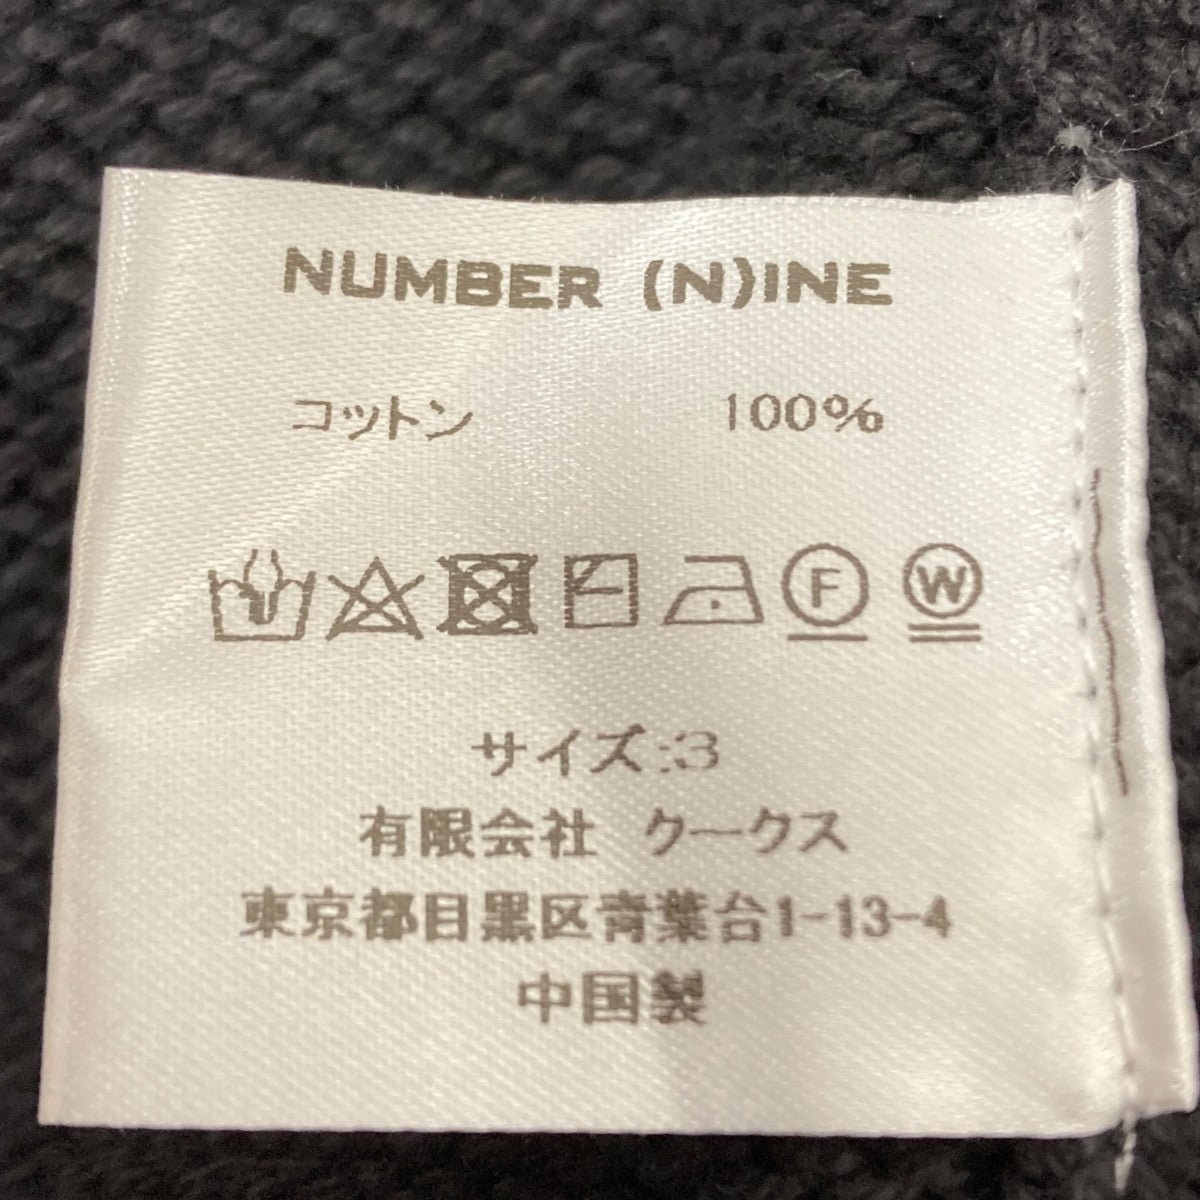 NUMBER (N)INE
コットン 100%
F W
サイズ:3
有限会社 クークス
東京都目黒区青葉台1-13-4
中国製